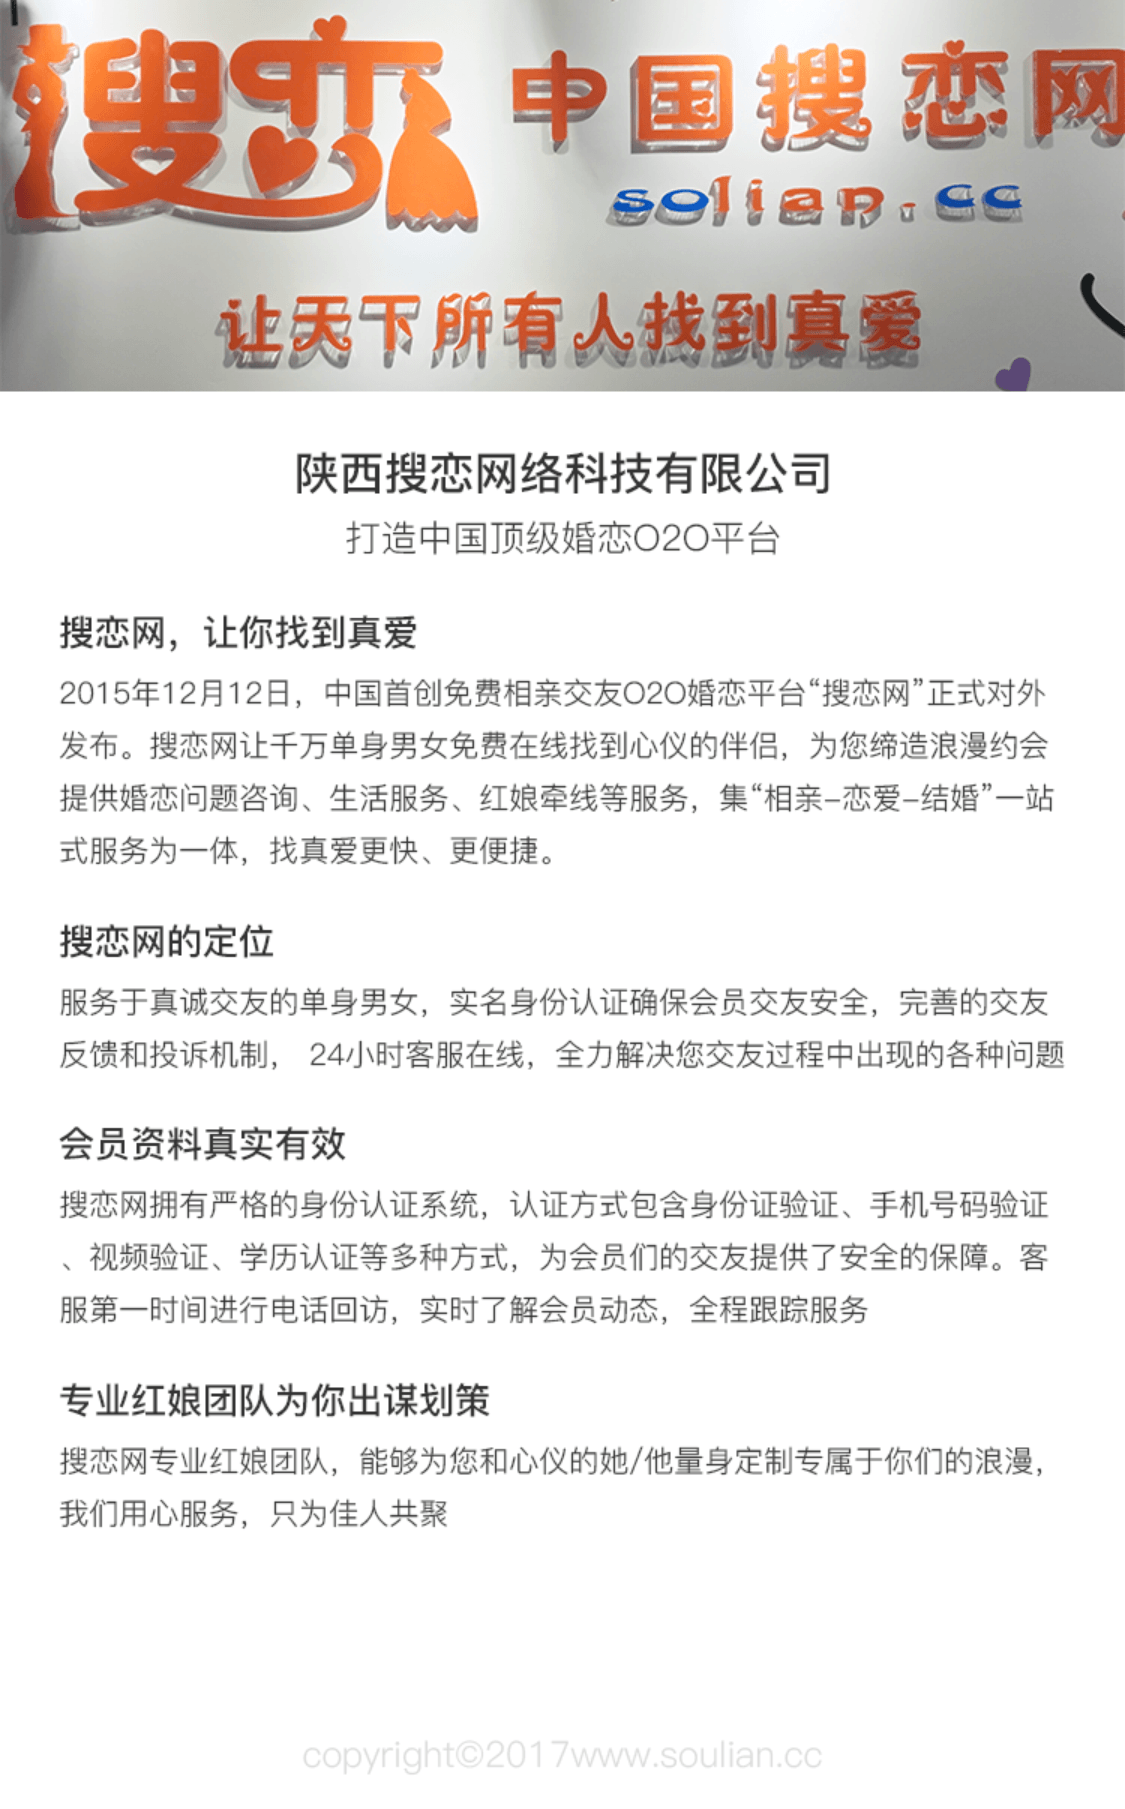 搜恋
中国搜恋网
solian.cc
让天下所有人找到真爱
陕西搜恋网络科技有限公司
打造中国顶级婚恋O2O平台
搜恋网，让你找到真爱
2015年12月12日，中国首创免费相亲交友O2O婚恋平台“搜恋网”正式对外
发布。搜恋网让千万单身男女免费在线找到心仪的伴侣，为您缔造浪漫约会
提供婚恋问题咨询、生活服务、红娘牵线等服务，集“相亲–恋爱–结婚”一站
式服务为一体，找真爱更快、更便捷。
搜恋网的定位
服务于真诚交友的单身男女，实名身份认证确保会员交友安全，完善的交友
反馈和投诉机制， 24小时客服在线，全力解决您交友过程中出现的各种问题
会员资料真实有效
搜恋网拥有严格的身份认证系统，认证方式包含身份证验证、手机号码验证
、视频验证、学历认证等多种方式，为会员们的交友提供了安全的保障。客
服第一时间进行电话回访，实时了解会员动态，全程跟踪服务
专业红娘团队为你出谋划策
搜恋网专业红娘团队，能够为您和心仪的她/他量身定制专属于你们的浪漫，
我们用心服务，只为佳人共聚
copyright©2017www.soulian.cc